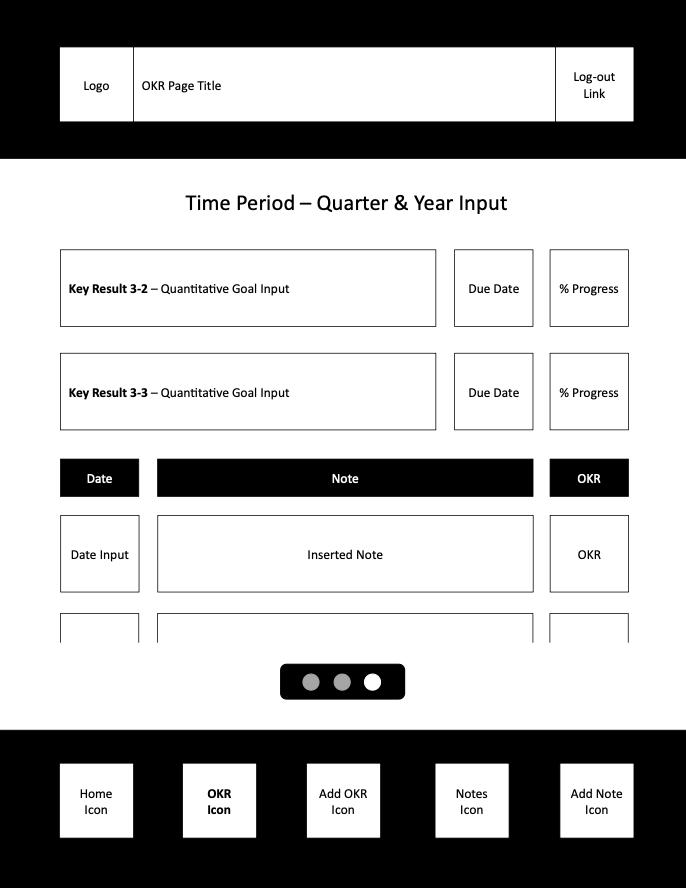 Logo
OKR Page Title
Log-out
Link
Time Period – Quarter & Year Input
Key Result 3-2 – Quantitative Goal Input
Due Date
% Progress
Key Result 3-3 – Quantitative Goal Input
Due Date
% Progress
Date
Note
OKR
Date Input
Inserted Note
OKR
Home
Icon
OKR
Icon
Add OKR
Icon
Notes
Icon
Add Note
Icon